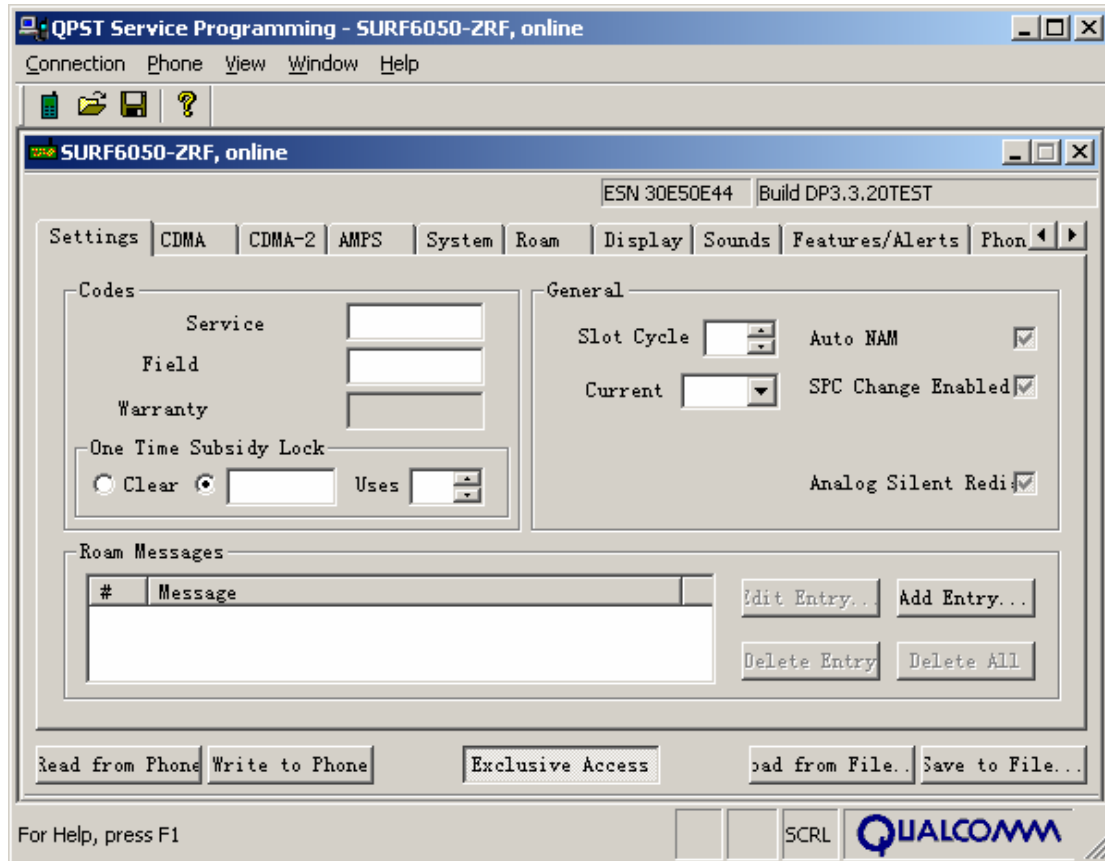 QPST Service Programming - SURF6050-ZRF, online
Connection Phone View Window Help
SURF6050-ZRF, online
ESN 30E50E44 Build DP3.3.20TEST
Settings CDMA CDMA-2 AMPS System Roam Display Sounds Features/Alerts Phon
Codes
Service
Field
Warranty
One Time Subsidy Lock
Clear Uses
General
Slot Cycle Auto NAM
Current SPC Change Enabled
Analog Silent Redi
Roam Messages
# Message
Edit Entry... Add Entry...
Delete Entry Delete All
Read from Phone Write to Phone Exclusive Access oad from File.. Save to File...
For Help, press F1 SCRL QUALCOMM